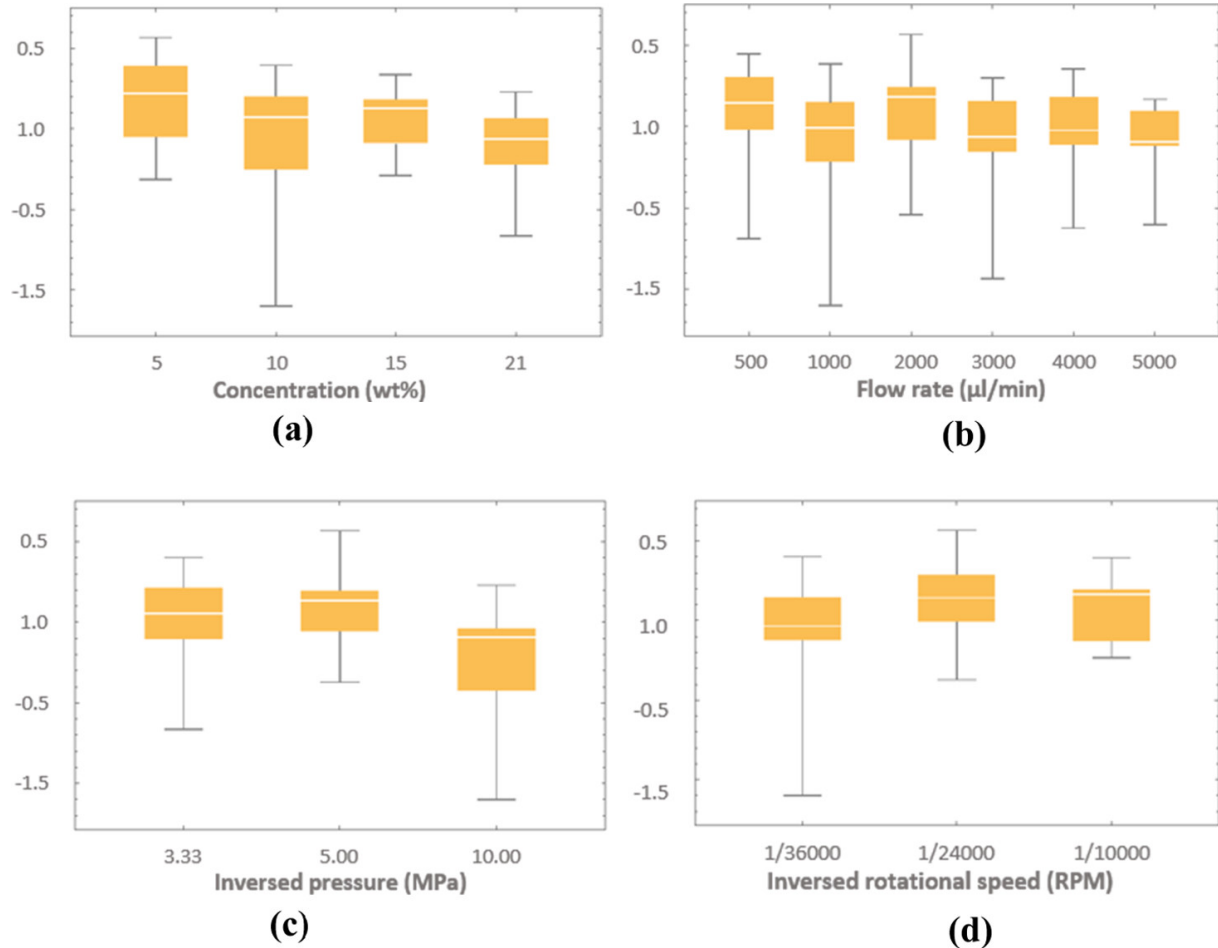 0.5
1.0
-0.5
-1.5
5 10 15 21
Concentration (wt%)
(a)
0.5
1.0
-0.5
-1.5
500 1000 2000 3000 4000 5000
Flow rate (µl/min)
(b)
0.5
1.0
-0.5
-1.5
3.33 5.00 10.00
Inversed pressure (MPa)
(c)
0.5
1.0
-0.5
-1.5
1/36000 1/24000 1/10000
Inversed rotational speed (RPM)
(d)